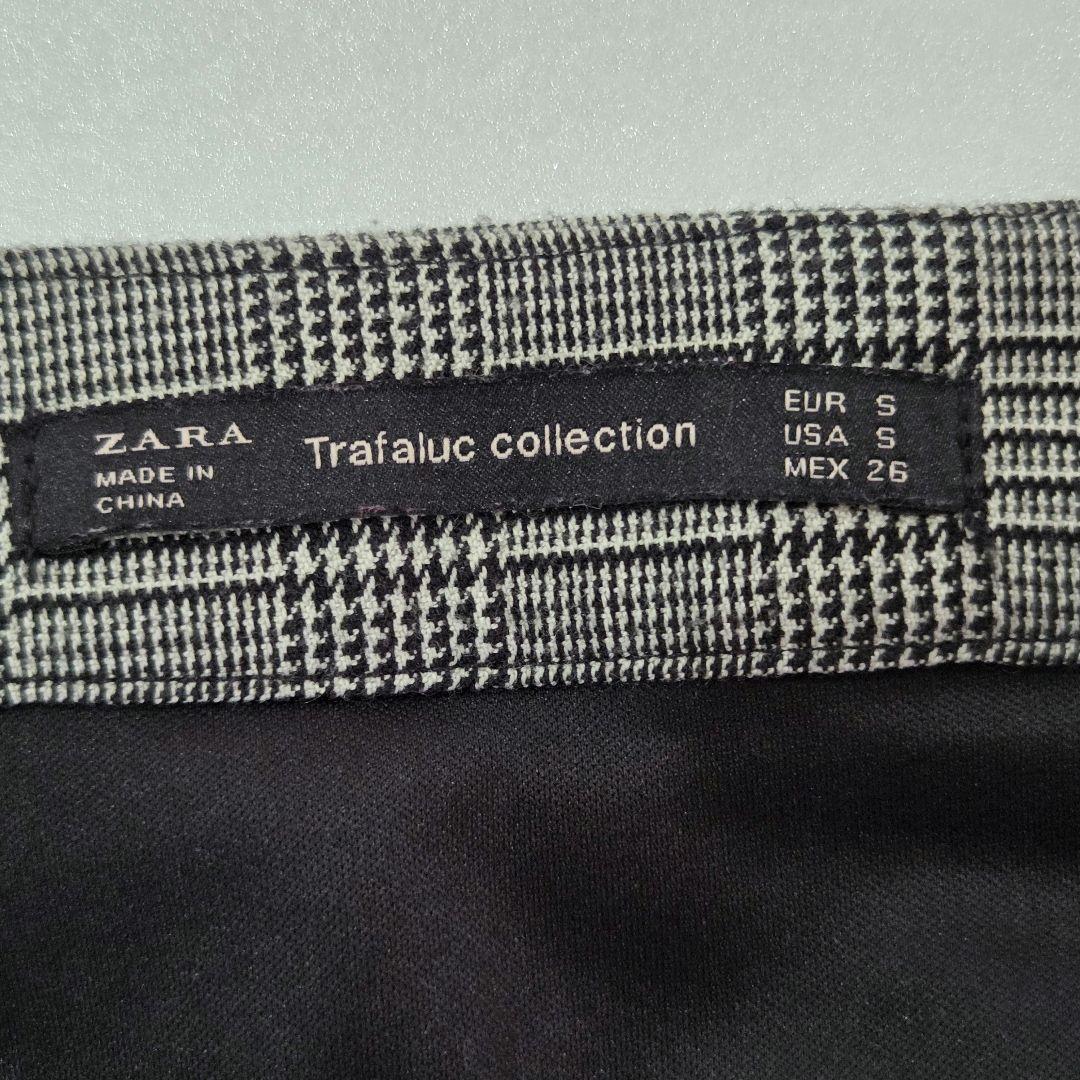 ZARA
MADE IN
CHINA
Trafaluc collection
EUR S
USA S
MEX 26